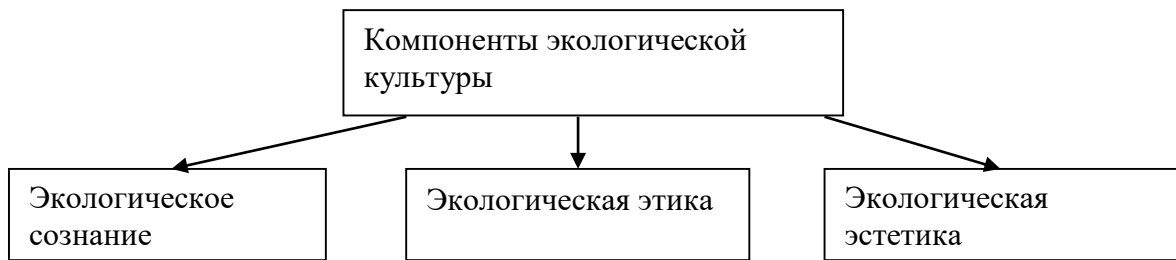 Компоненты экологической
культуры
Экологическое
сознание
Экологическая этика
Экологическая
эстетика